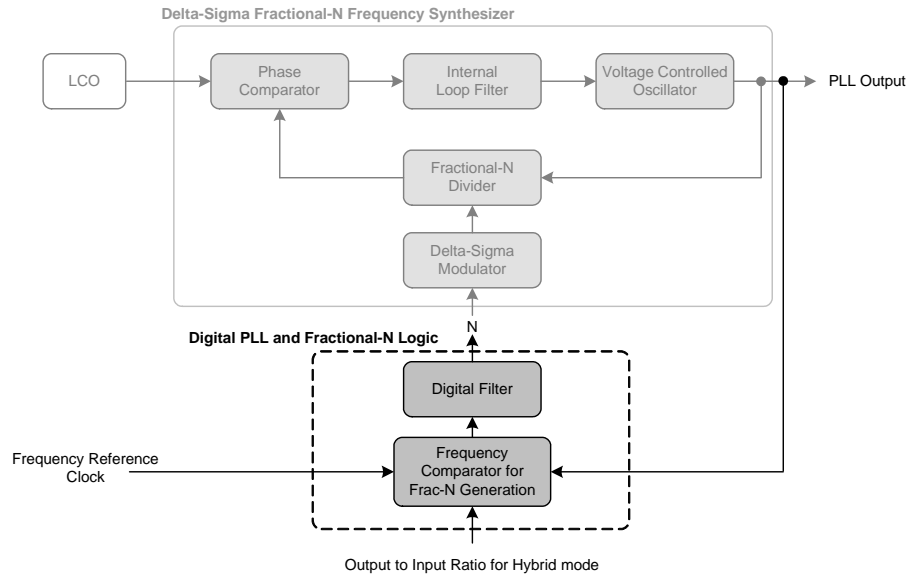 Delta-Sigma Fractional-N Frequency Synthesizer
LCO
Phase
Comparator
Internal
Loop Filter
Voltage Controlled
Oscillator
PLL Output
Fractional-N
Divider
Delta-Sigma
Modulator
N
Digital PLL and Fractional-N Logic
Digital Filter
Frequency Reference
Clock
Frequency
Comparator for
Frac-N Generation
Output to Input Ratio for Hybrid mode